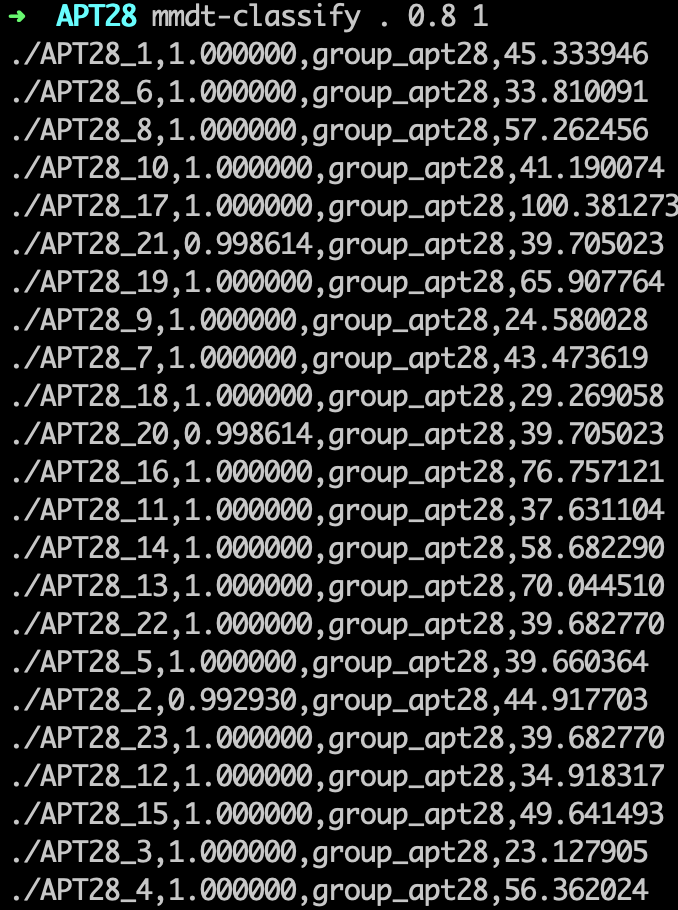 ➜ APT28 mmdt-classify . 0.8 1
./APT28_1,1.000000,group_apt28,45.333946
./APT28_6,1.000000,group_apt28,33.810091
./APT28_8,1.000000,group_apt28,57.262456
./APT28_10,1.000000,group_apt28,41.190074
./APT28_17,1.000000,group_apt28,100.381273
./APT28_21,0.998614,group_apt28,39.705023
./APT28_19,1.000000,group_apt28,65.907764
./APT28_9,1.000000,group_apt28,24.580028
./APT28_7,1.000000,group_apt28,43.473619
./APT28_18,1.000000,group_apt28,29.269058
./APT28_20,0.998614,group_apt28,39.705023
./APT28_16,1.000000,group_apt28,76.757121
./APT28_11,1.000000,group_apt28,37.631104
./APT28_14,1.000000,group_apt28,58.682290
./APT28_13,1.000000,group_apt28,70.044510
./APT28_22,1.000000,group_apt28,39.682770
./APT28_5,1.000000,group_apt28,39.660364
./APT28_2,0.992930,group_apt28,44.917703
./APT28_23,1.000000,group_apt28,39.682770
./APT28_12,1.000000,group_apt28,34.918317
./APT28_15,1.000000,group_apt28,49.641493
./APT28_3,1.000000,group_apt28,23.127905
./APT28_4,1.000000,group_apt28,56.362024